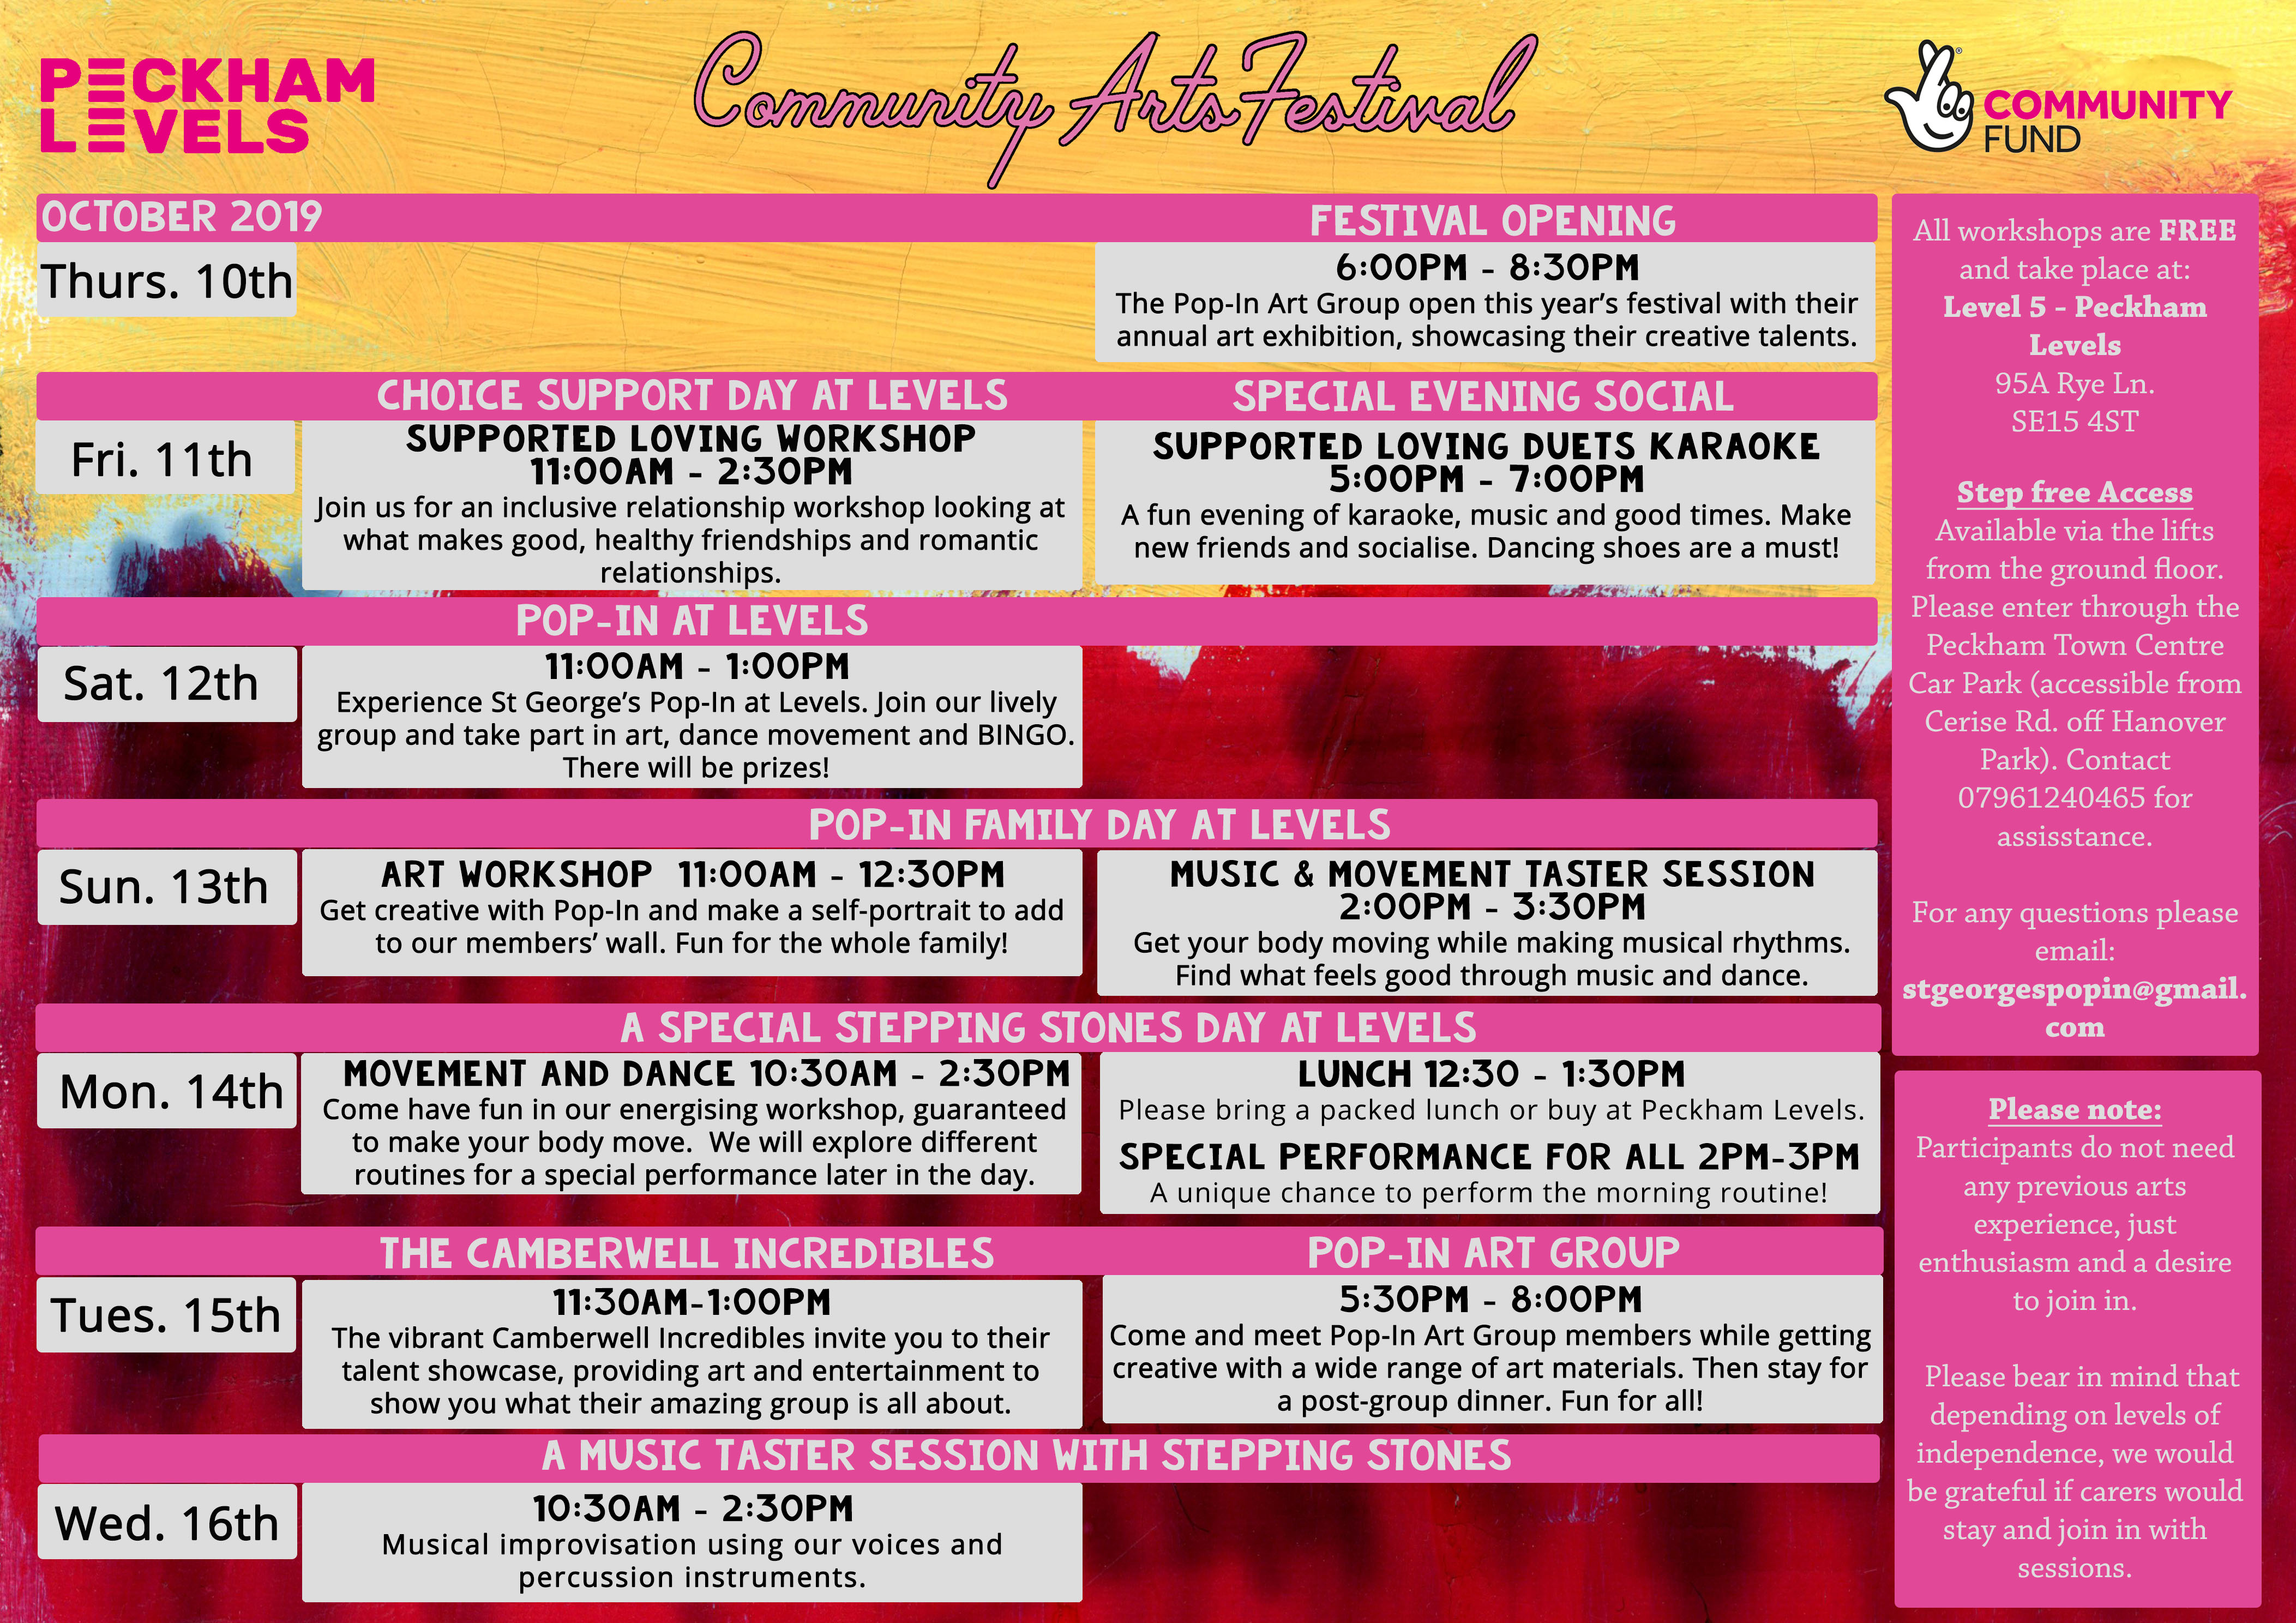 PECKHAM
LEVELS
Community Arts Festival
COMMUNITY
FUND
OCTOBER 2019
FESTIVAL OPENING
Thurs. 10th
6:00PM - 8:30PM
The Pop-In Art Group open this year's festival with their
annual art exhibition, showcasing their creative talents.
CHOICE SUPPORT DAY AT LEVELS
SPECIAL EVENING SOCIAL
Fri. 11th
SUPPORTED LOVING WORKSHOP
11:00AM - 2:30PM
Join us for an inclusive relationship workshop looking at
what makes good, healthy friendships and romantic
relationships.
SUPPORTED LOVING DUETS KARAOKE
5:00PM - 7:00PM
A fun evening of karaoke, music and good times. Make
new friends and socialise. Dancing shoes are a must!
POP-IN AT LEVELS
Sat. 12th
11:00AM - 1:00PM
Experience St George's Pop-In at Levels. Join our lively
group and take part in art, dance movement and BINGO.
There will be prizes!
POP-IN FAMILY DAY AT LEVELS
Sun. 13th
ART WORKSHOP 11:00AM - 12:30PM
Get creative with Pop-In and make a self-portrait to add
to our members' wall. Fun for the whole family!
MUSIC & MOVEMENT TASTER SESSION
2:00PM - 3:30PM
Get your body moving while making musical rhythms.
Find what feels good through music and dance.
A SPECIAL STEPPING STONES DAY AT LEVELS
Mon. 14th
MOVEMENT AND DANCE 10:30AM - 2:30PM
Come have fun in our energising workshop, guaranteed
to make your body move. We will explore different
routines for a special performance later in the day.
LUNCH 12:30 - 1:30PM
Please bring a packed lunch or buy at Peckham Levels.
SPECIAL PERFORMANCE FOR ALL 2PM-3PM
A unique chance to perform the morning routine!
THE CAMBERWELL INCREDIBLES
POP-IN ART GROUP
Tues. 15th
11:30AM-1:00PM
The vibrant Camberwell Incredibles invite you to their
talent showcase, providing art and entertainment to
show you what their amazing group is all about.
5:30PM - 8:00PM
Come and meet Pop-In Art Group members while getting
creative with a wide range of art materials. Then stay for
a post-group dinner. Fun for all!
A MUSIC TASTER SESSION WITH STEPPING STONES
Wed. 16th
10:30AM - 2:30PM
Musical improvisation using our voices and
percussion instruments.
All workshops are FREE
and take place at:
Level 5 - Peckham
Levels
95A Rye Ln.
SE15 4ST
Step free Access
Available via the lifts
from the ground floor.
Please enter through the
Peckham Town Centre
Car Park (accessible from
Cerise Rd. off Hanover
Park). Contact
07961240465 for
assisstance.
For any questions please
email:
stgeorgespopin@gmail.
com
Please note:
Participants do not need
any previous arts
experience, just
enthusiasm and a desire
to join in.
Please bear in mind that
depending on levels of
independence, we would
be grateful if carers would
stay and join in with
sessions.